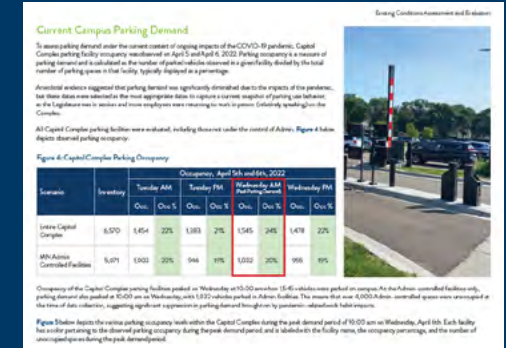 Existing Conditions Assessment and Evaluation
Current Campus Parking Demand
To assess parking demand under the current context of ongoing impacts of the COVID-19 pandemic, Capitol
Complex parking facility occupancy was observed on April 5 and April 6, 2022. Parking occupancy is a measure of
parking demand and is calculated as the number of parked vehicles observed in a given facility divided by the total
number of parking spaces in that facility, typically displayed as a percentage.
Anecdotal evidence suggested that parking demand was significantly diminished due to the impacts of the pandemic,
but these dates were selected as the most appropriate dates to capture a current snapshot of parking use behavior,
as the Legislature was in session and more employees were returning to work in person (relatively speaking) on the
Complex.
All Capitol Complex parking facilities were evaluated, including those not under the control of Admin. Figure 4 below
depicts observed parking occupancy.
Figure 4: Capitol Complex Parking Occupancy
Occupancy, April 5th and 6th, 2022
Scenario Inventory Tuesday AM Tuesday PM Wednesday AM Wednesday PM
(Peak Parking Demand)
Occ. Occ % Occ. Occ % Occ. Occ % Occ. Occ %
Entire Capitol
Complex 6,570 1,454 22% 1,383 21% 1,545 24% 1,478 22%
MN Admin
Controlled Facilities 5,071 1,002 20% 946 19% 1,032 20% 955 19%
Occupancy of the Capitol Complex parking facilities peaked on Wednesday at 10:00 am when 1,545 vehicles were parked on campus. At the Admin-controlled facilities only,
parking demand also peaked at 10:00 am on Wednesday, with 1,032 vehicles parked in Admin facilities. This means that over 4,000 Admin-controlled spaces were unoccupied at
the time of data collection, suggesting significant suppression in parking demand brought on by pandemic-related work habit impacts.
Figure 5 below depicts the various parking occupancy levels within the Capitol Complex during the peak demand period of 10:00 am on Wednesday, April 6th. Each facility
has a color pertaining to the observed parking occupancy during the peak demand period, and is labeled with the facility name, the occupancy percentage, and the number of
unoccupied spaces during the peak demand period.